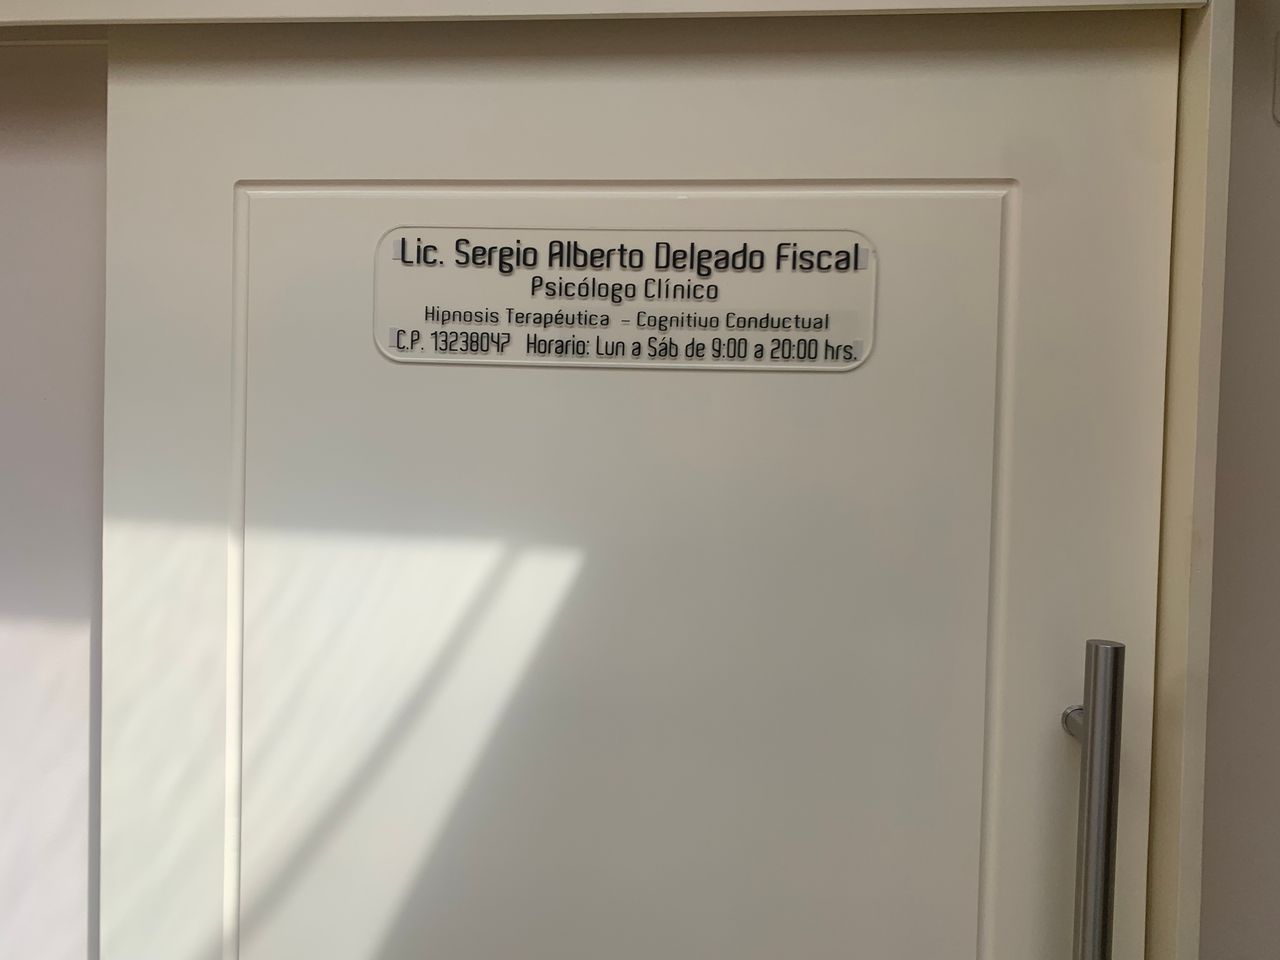 Lic. Sergio Alberto Delgado Fiscal
Psicólogo Clínico
Hipnosis Terapéutica - Cognitivo Conductual
C.P. 13238047 Horario: Lun a Sáb de 9:00 a 20:00 hrs.